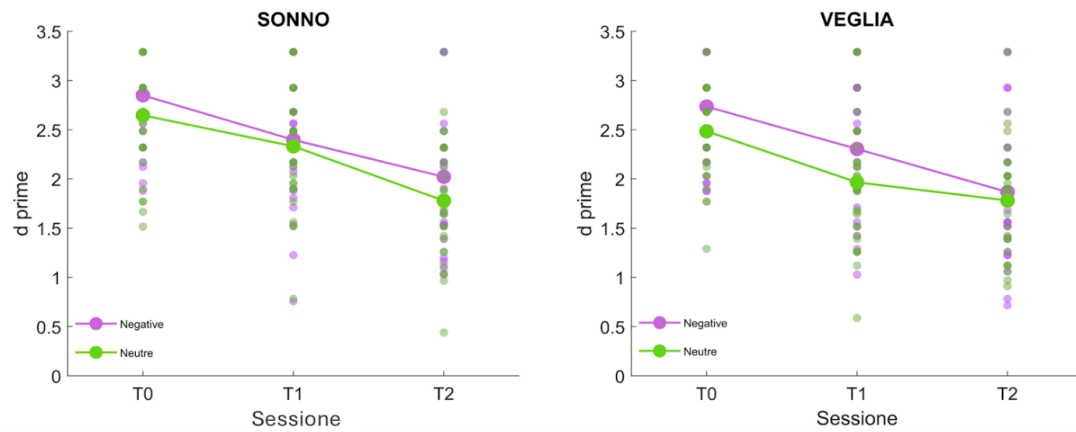 SONNO
d prime
3.5
3
2.5
2
1.5
1
0.5
0
Negative
Neutre
T0 T1 T2
Sessione
VEGLIA
d prime
3.5
3
2.5
2
1.5
1
0.5
0
Negative
Neutre
T0 T1 T2
Sessione